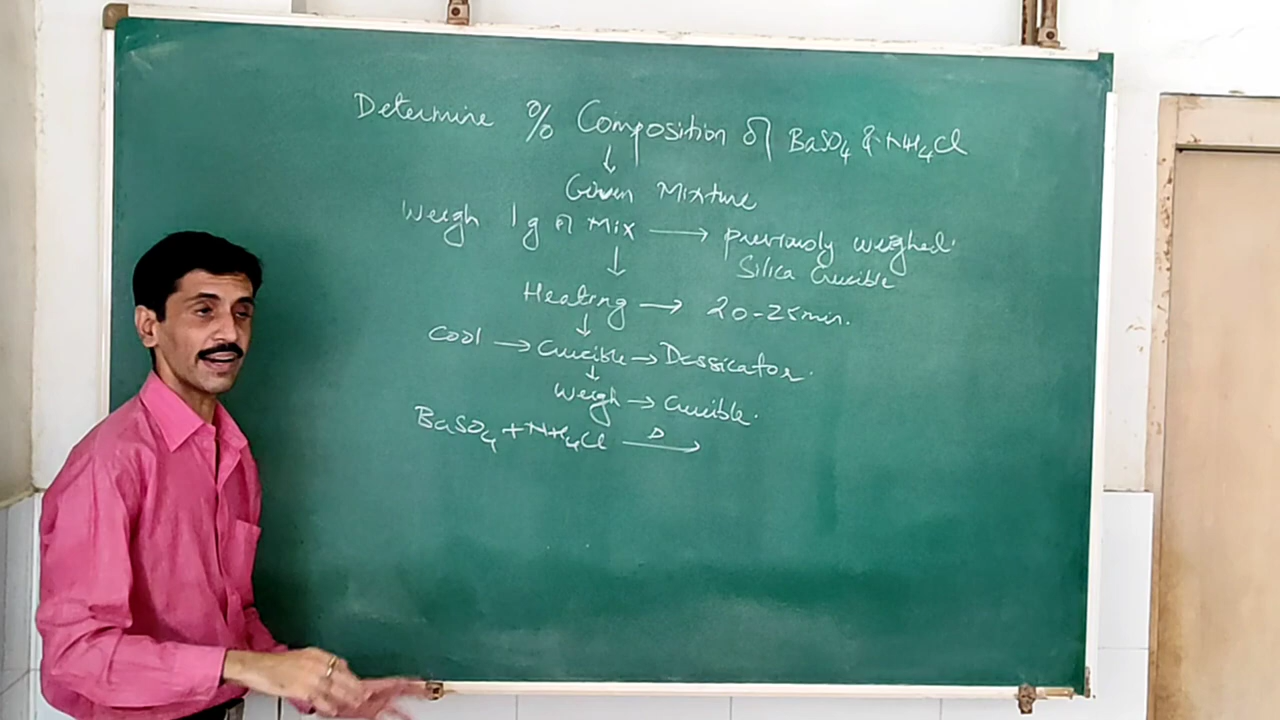 Determine % Composition of BaSO4 & NH4Cl
↓
Given Mixture
Weigh 1g of Mix → previously weighed.
Silica Crucible
↓
Heating → 20-25min.
↓
Cool → Crucible → Dessicator.
↓
Weigh → Crucible.
BaSO4 + NH4Cl Δ→